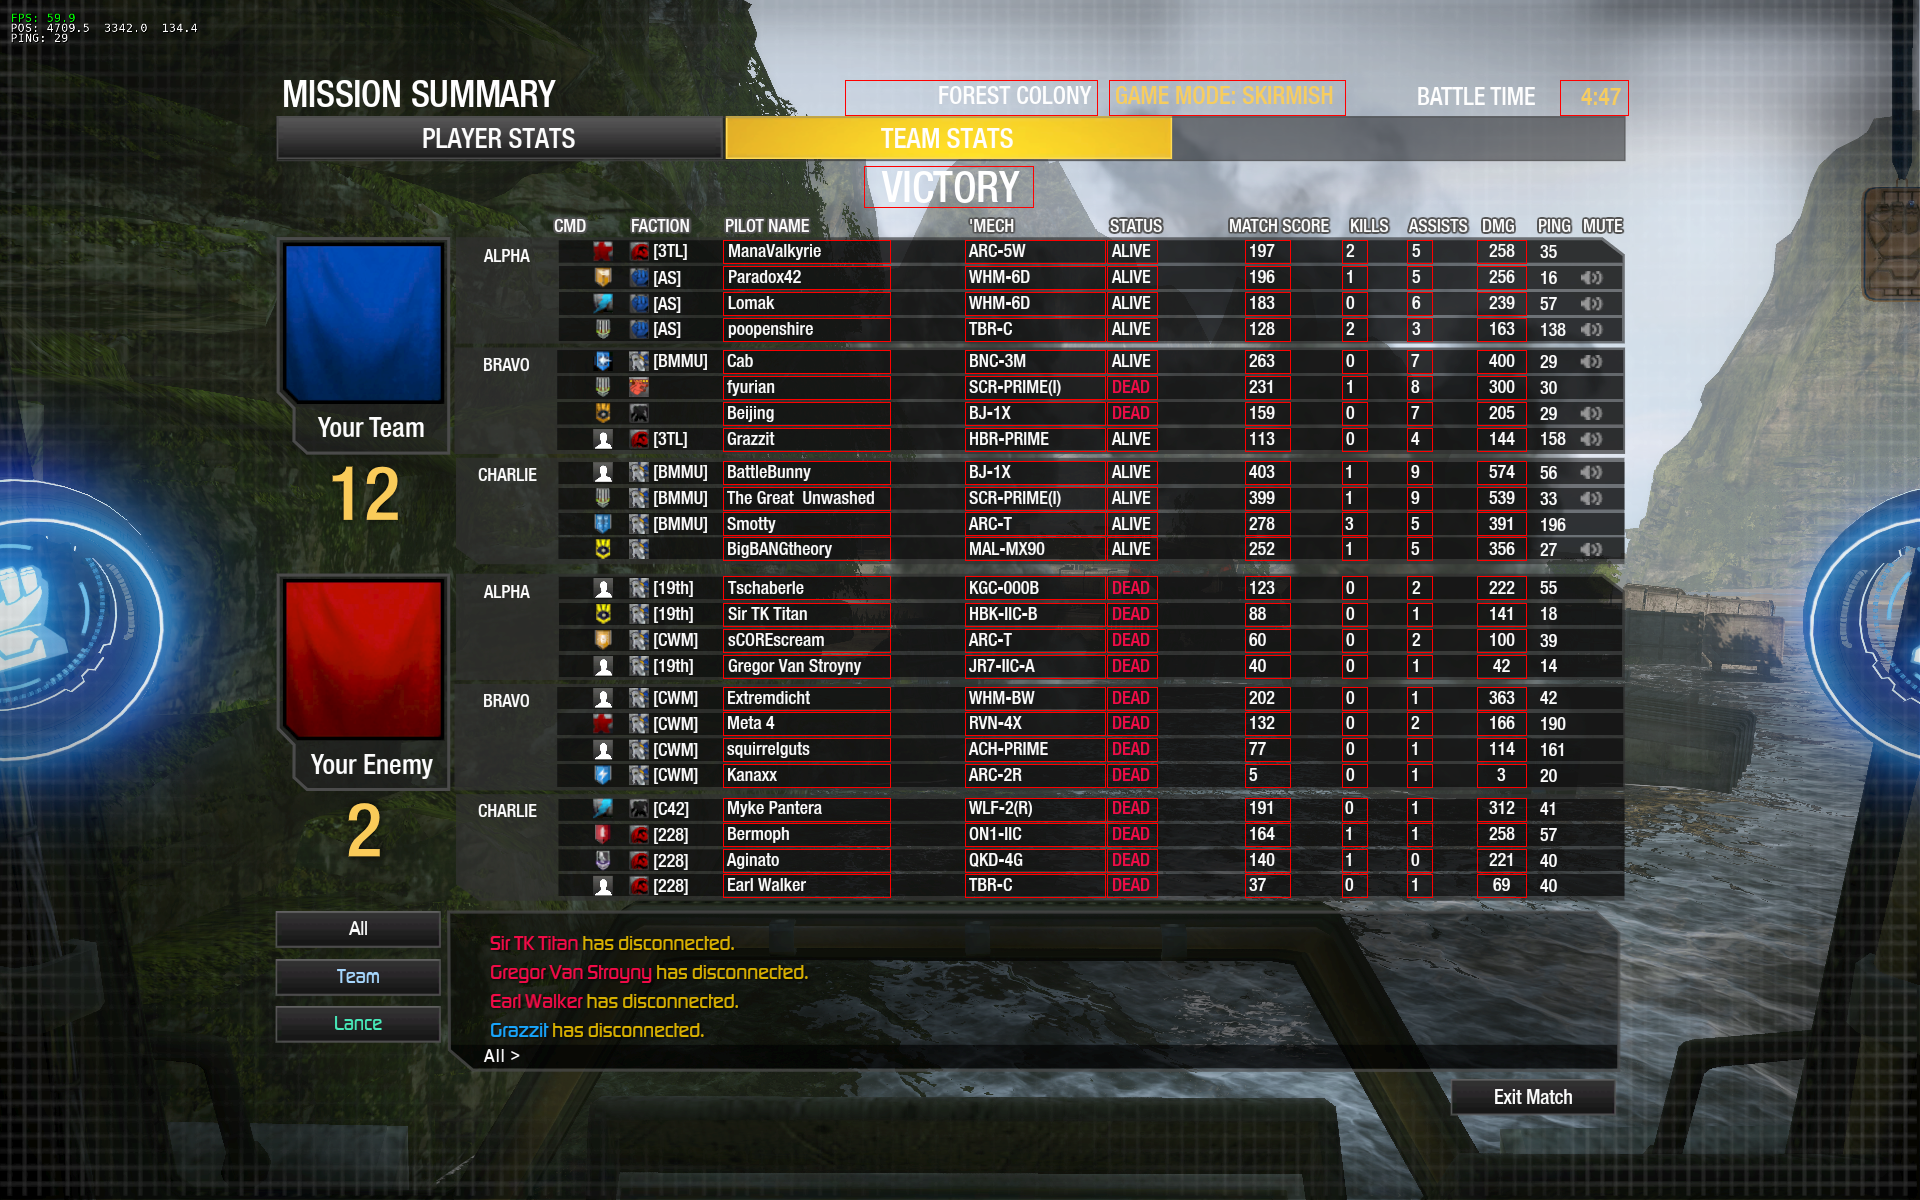 FPS: 59.9
POS: 4709.5 3342.0 134.4
PING: 29
MISSION SUMMARY FOREST COLONY GAME MODE: SKIRMISH BATTLE TIME 4:47
PLAYER STATS TEAM STATS
VICTORY
CMD FACTION PILOT NAME 'MECH STATUS MATCH SCORE KILLS ASSISTS DMG PING MUTE
ALPHA
[3TL] ManaValkyrie ARC-5W ALIVE 197 2 5 258 35
[AS] Paradox42 WHM-6D ALIVE 196 1 5 256 16
[AS] Lomak WHM-6D ALIVE 183 0 6 239 57
[AS] poopenshire TBR-C ALIVE 128 2 3 163 138
BRAVO
[BMMU] Cab BNC-3M ALIVE 263 0 7 400 29
fyurian SCR-PRIME(I) DEAD 231 1 8 300 30
Beijing BJ-1X DEAD 159 0 7 205 29
[3TL] Grazzit HBR-PRIME ALIVE 113 0 4 144 158
Your Team
12
CHARLIE
[BMMU] BattleBunny BJ-1X ALIVE 403 1 9 574 56
[BMMU] The Great Unwashed SCR-PRIME(I) ALIVE 399 1 9 539 33
[BMMU] Smotty ARC-T ALIVE 278 3 5 391 196
BigBANGtheory MAL-MX90 ALIVE 252 1 5 356 27
ALPHA
[19th] Tschaberle KGC-000B DEAD 123 0 2 222 55
[19th] Sir TK Titan HBK-IIC-B DEAD 88 0 1 141 18
[CWM] sCOREscream ARC-T DEAD 60 0 2 100 39
[19th] Gregor Van Stroyny JR7-IIC-A DEAD 40 0 1 42 14
BRAVO
[CWM] Extremdicht WHM-BW DEAD 202 0 1 363 42
[CWM] Meta 4 RVN-4X DEAD 132 0 2 166 190
[CWM] squirrelguts ACH-PRIME DEAD 77 0 1 114 161
[CWM] Kanaxx ARC-2R DEAD 5 0 1 3 20
Your Enemy
2
CHARLIE
[C42] Myke Pantera WLF-2(R) DEAD 191 0 1 312 41
[228] Bermoph ON1-IIC DEAD 164 1 1 258 57
[228] Aginato QKD-4G DEAD 140 1 0 221 40
[228] Earl Walker TBR-C DEAD 37 0 1 69 40
All
Team
Lance
Sir TK Titan has disconnected.
Gregor Van Stroyny has disconnected.
Earl Walker has disconnected.
Grazzit has disconnected.
All >
Exit Match